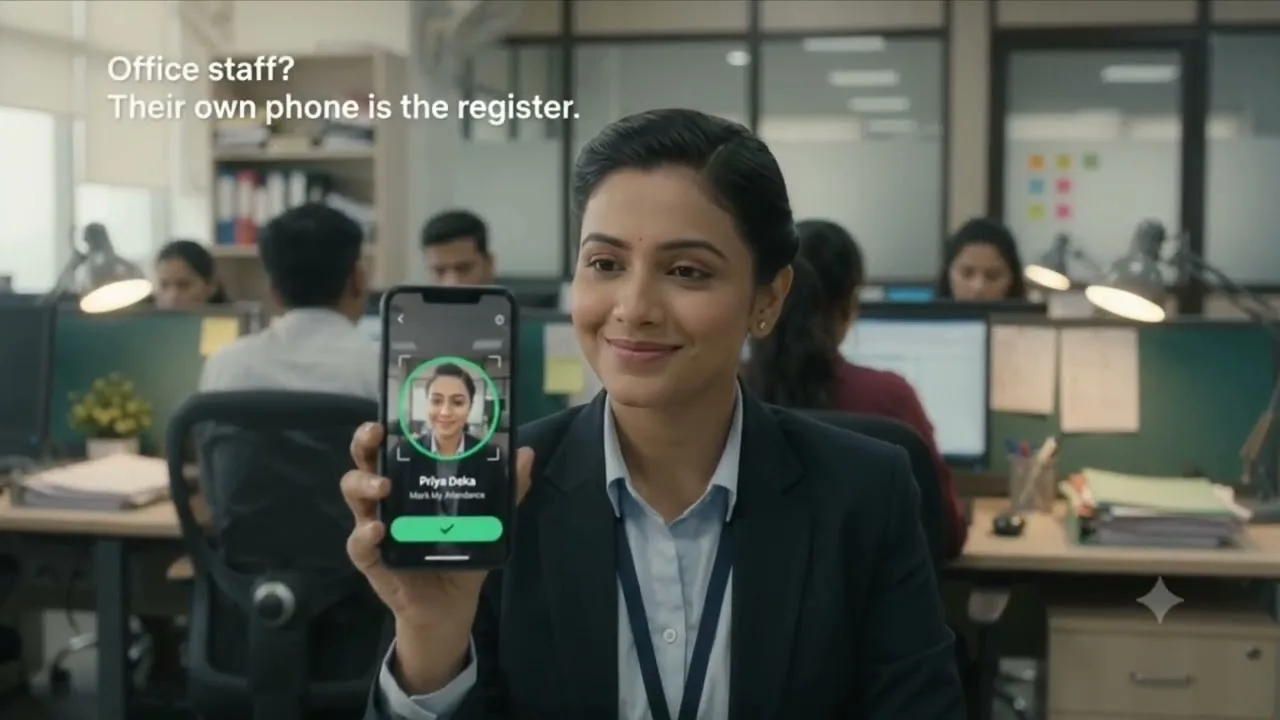 Office staff?
Their own phone is the register.
Priya Deka
Mark My Attendance